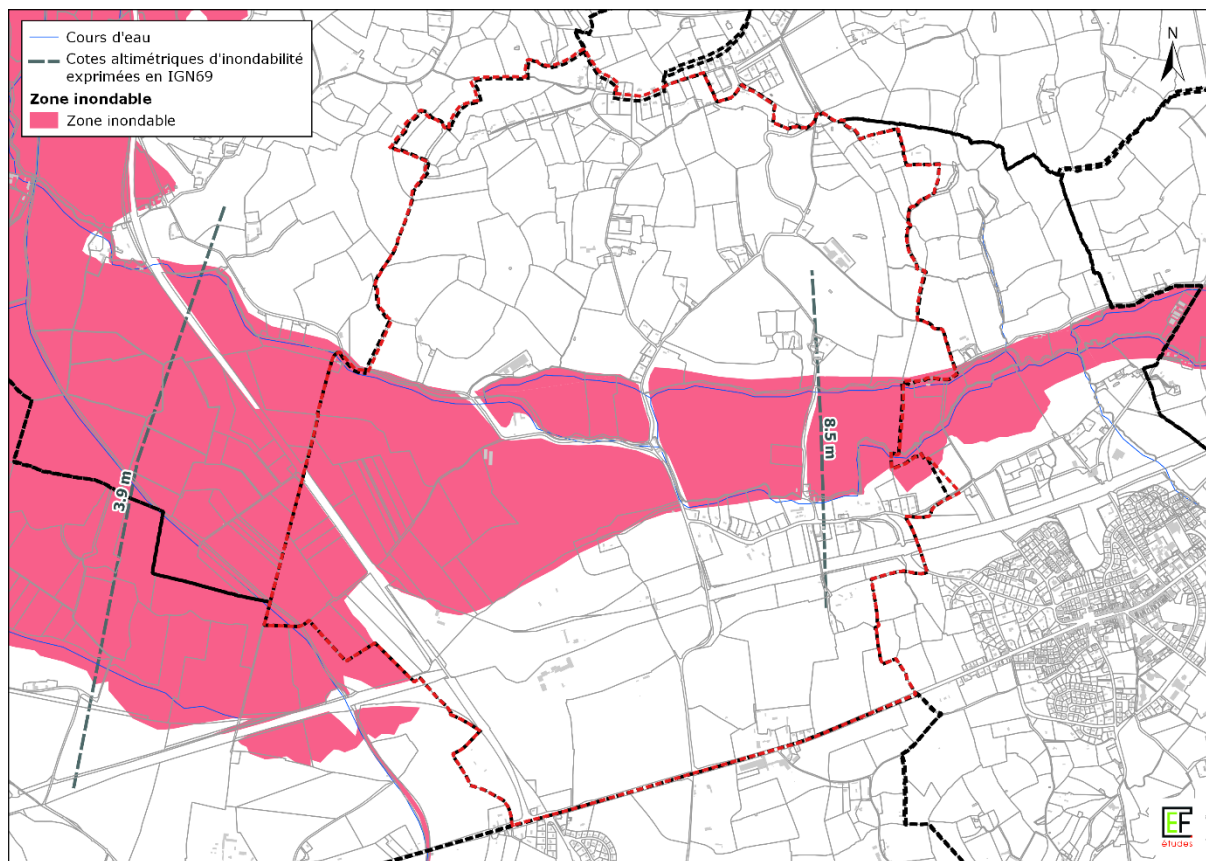 Cours d'eau
Cotes altimétriques d'inondabilité
exprimées en IGN69
Zone inondable
Zone inondable
N
3.9 m
8.5 m
EF
études